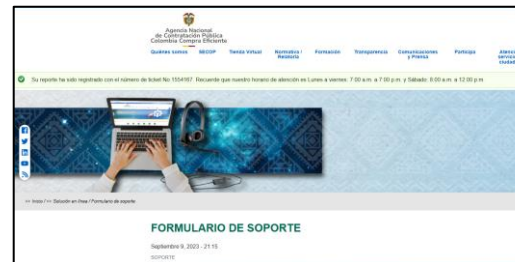 Agencia Nacional
de Contratación Pública
Colombia Compra Eficiente
Quiénes somos SECOP Tienda Virtual Normativa / Relatoría Formación Transparencia Comunicaciones y Prensa Participa
Su reporte ha sido registrado con el número de ticket No 1554197. Recuerde que nuestro horario de atención es Lunes a viernes: 7:00 a.m. a 7:00 p.m. y Sábado: 8:00 a.m. a 12:00 p.m
>> Inicio / >> Solución en línea / Formulario de soporte
FORMULARIO DE SOPORTE
Septiembre 9, 2023 - 21:15
SOPORTE